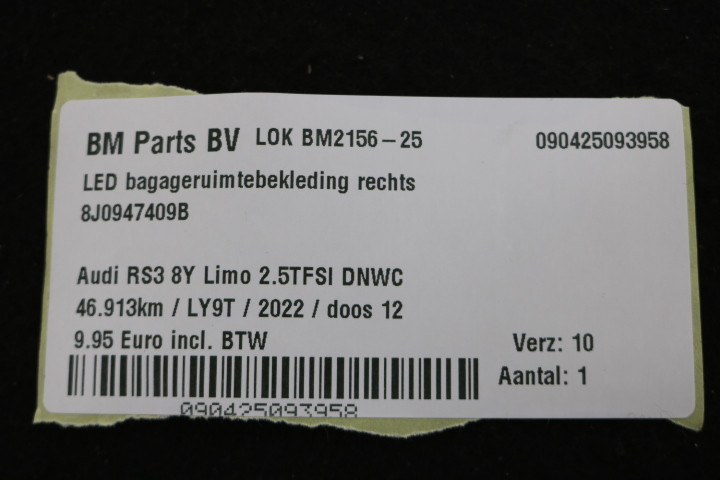 BM Parts BV LOK BM2156-25 090425093958
LED bagageruimtebekleding rechts
8J0947409B
Audi RS3 8Y Limo 2.5TFSI DNWC
46.913km / LY9T / 2022 / doos 12
9.95 Euro incl. BTW Verz: 10
Aantal: 1
090425093958